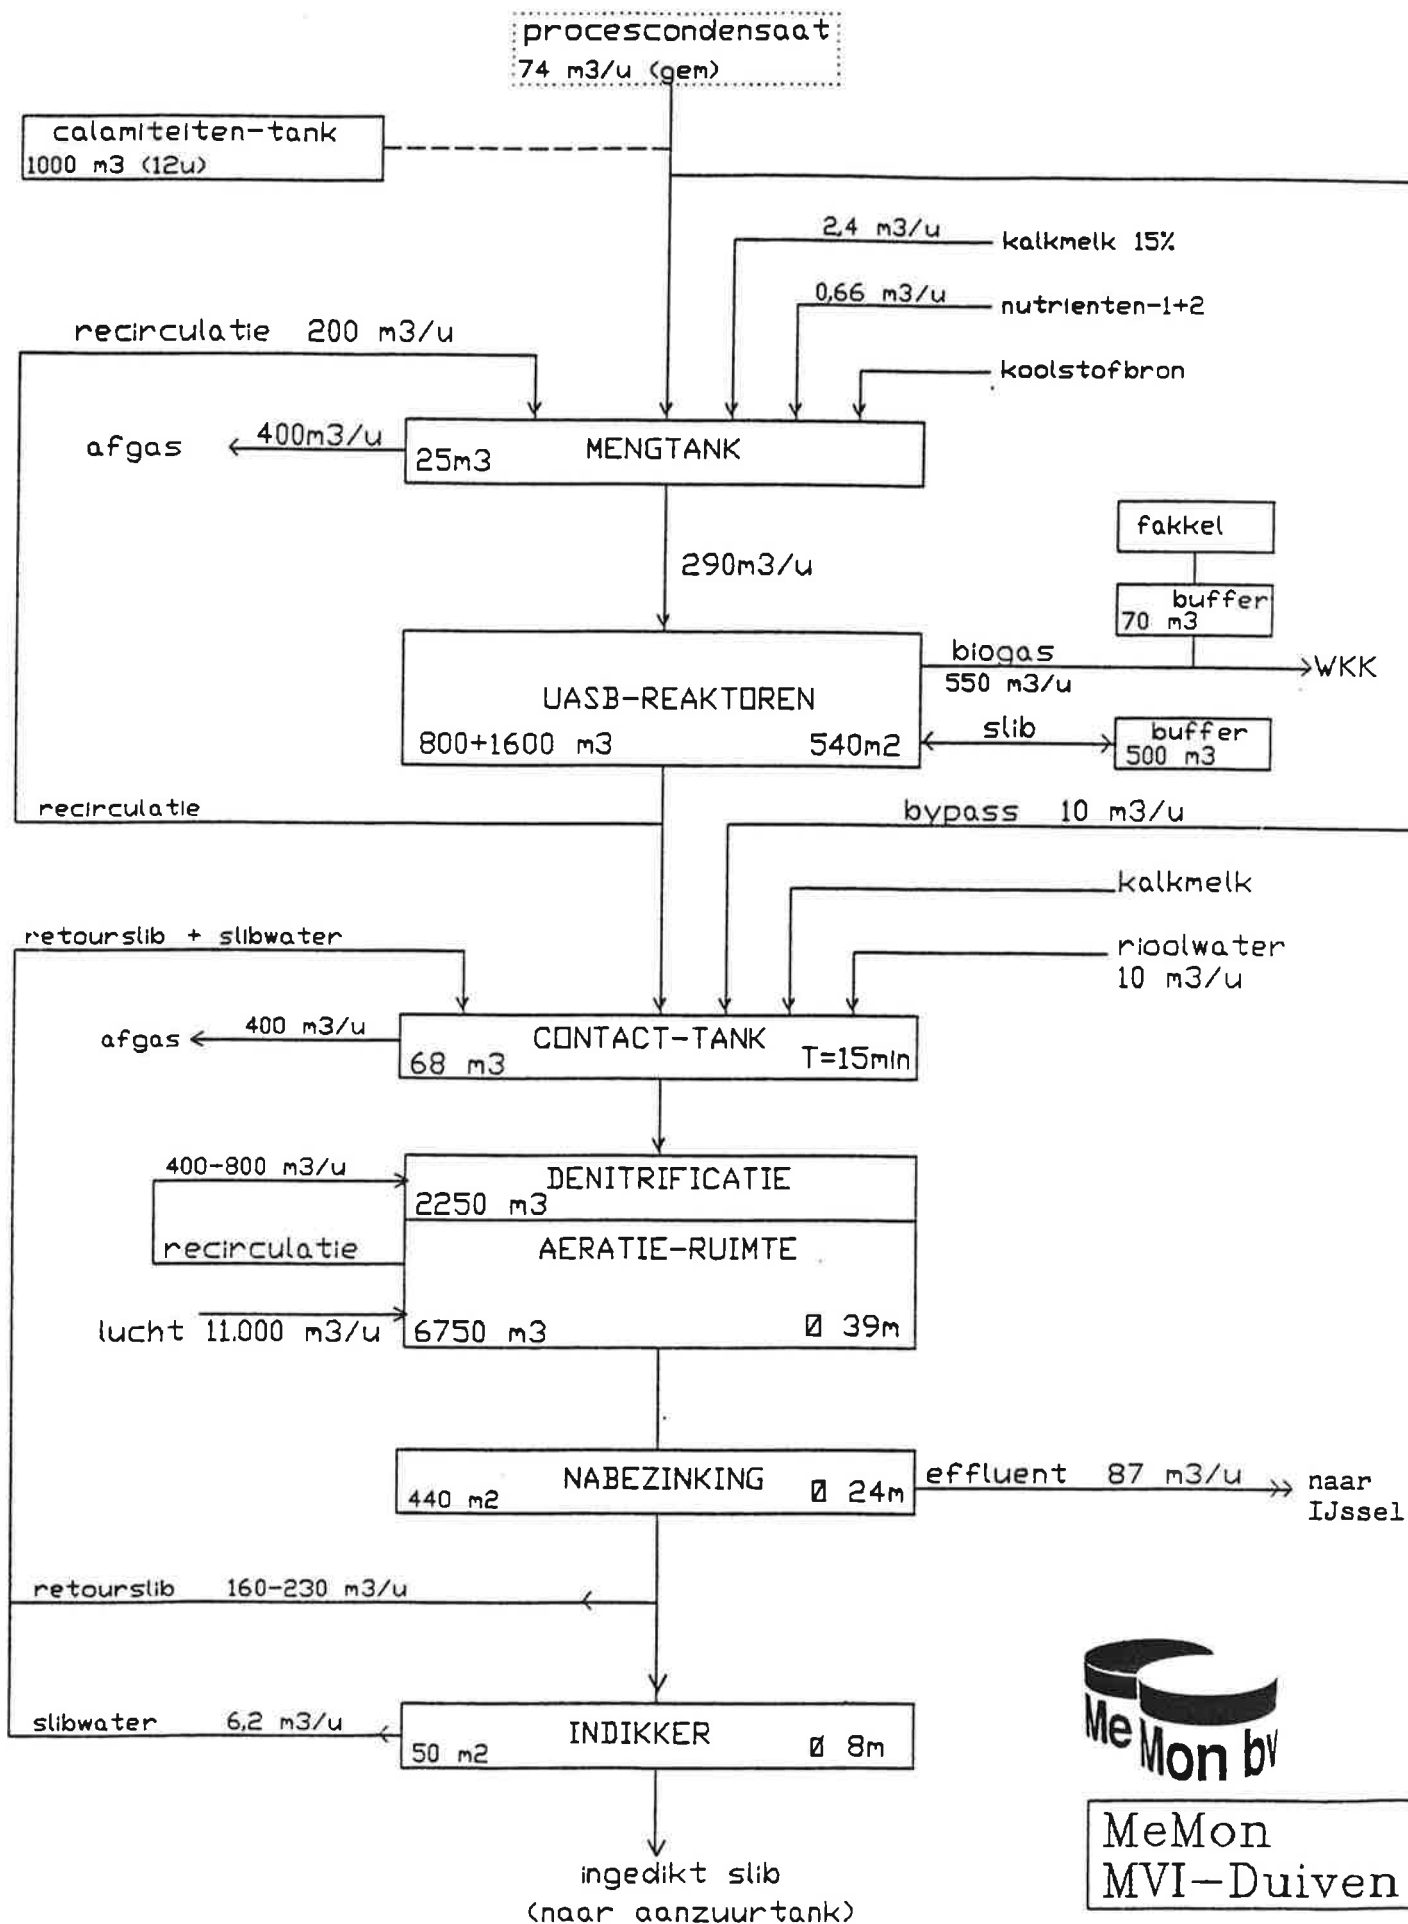 procescondensaat
74 m3/u (gem)
calamiteiten-tank
1000 m3 (12u)
2,4 m3/u
kalkmelk 15%
0,66 m3/u
nutrienten-1+2
recirculatie 200 m3/u
koolstofbron
afgas
400m3/u
MENGTANK
25m3
fakkel
290m3/u
buffer
70 m3
biogas
550 m3/u
WKK
UASB-REAKTOREN
800+1600 m3
540m2
slib
buffer
500 m3
recirculatie
bypass 10 m3/u
kalkmelk
retourslib + slibwater
rioolwater
10 m3/u
afgas
400 m3/u
CONTACT-TANK
68 m3
T=15min
400-800 m3/u
DENITRIFICATIE
2250 m3
recirculatie
AERATIE-RUIMTE
lucht 11.000 m3/u
6750 m3
Ø 39m
NABEZINKING
440 m2
Ø 24m
effluent 87 m3/u
naar
IJssel
retourslib 160-230 m3/u
slibwater 6,2 m3/u
INDIKKER
50 m2
Ø 8m
Me Mon bv
MeMon
MVI-Duiven
ingedikt slib
(naar aanzuurtank)